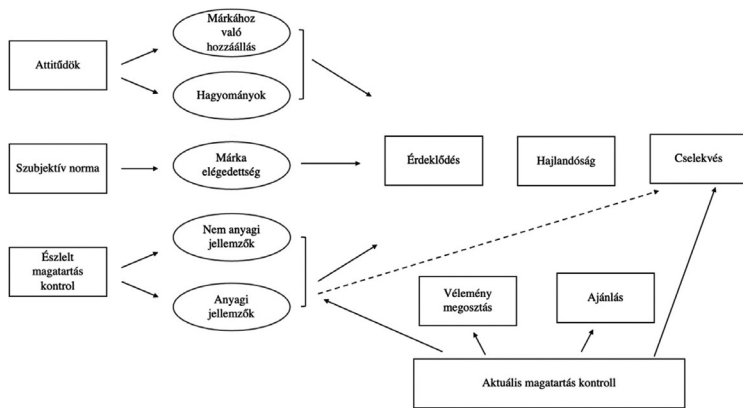 Márkához
való
hozzáállás
Attitűdök
Hagyományok
Szubjektív norma
Márka
elégedettség
Érdeklődés
Hajlandóság
Cselekvés
Nem anyagi
jellemzők
Észlelt
magatartás
kontrol
Anyagi
jellemzők
Vélemény
megosztás
Ajánlás
Aktuális magatartás kontroll